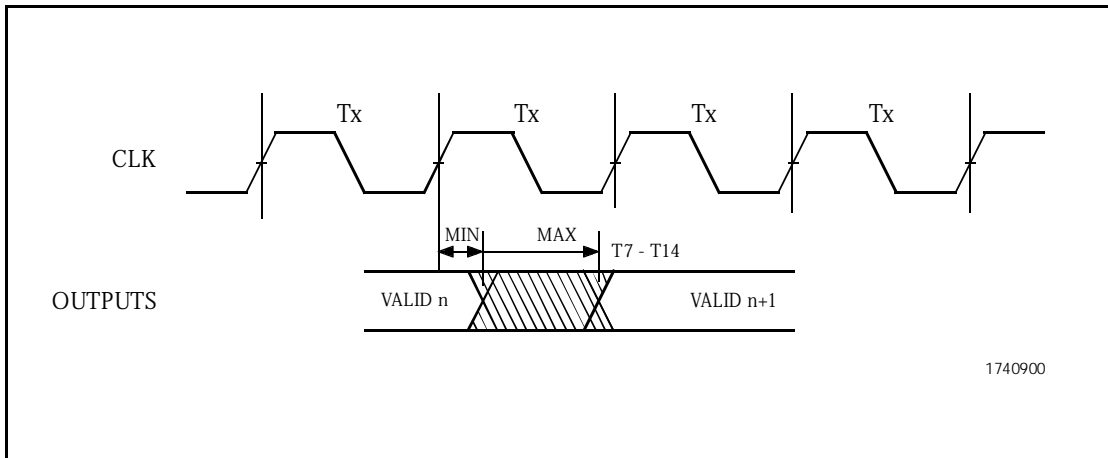 Tx Tx Tx Tx
CLK
MIN MAX T7 - T14
OUTPUTS VALID n VALID n+1
1740900